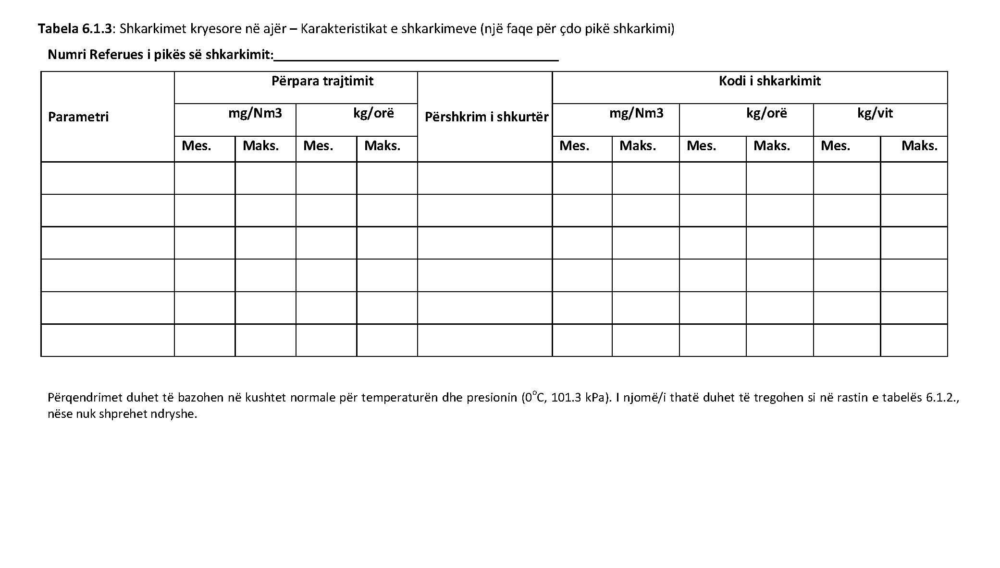 Tabela 6.1.3: Shkarkimet kryesore në ajër – Karakteristikat e shkarkimeve (një faqe për çdo pikë shkarkimi)
Numri Referues i pikës së shkarkimit:
Përpara trajtimit Kodi i shkarkimit
Parametri mg/Nm3 kg/orë Përshkrim i shkurtër mg/Nm3 kg/orë kg/vit
Mes. Maks. Mes. Maks. Mes. Maks. Mes. Maks. Mes. Maks.
Përqendrimet duhet të bazohen në kushtet normale për temperaturën dhe presionin (0°C, 101.3 kPa). I njomë/i thatë duhet të tregohen si në rastin e tabelës 6.1.2.,
nëse nuk shprehet ndryshe.